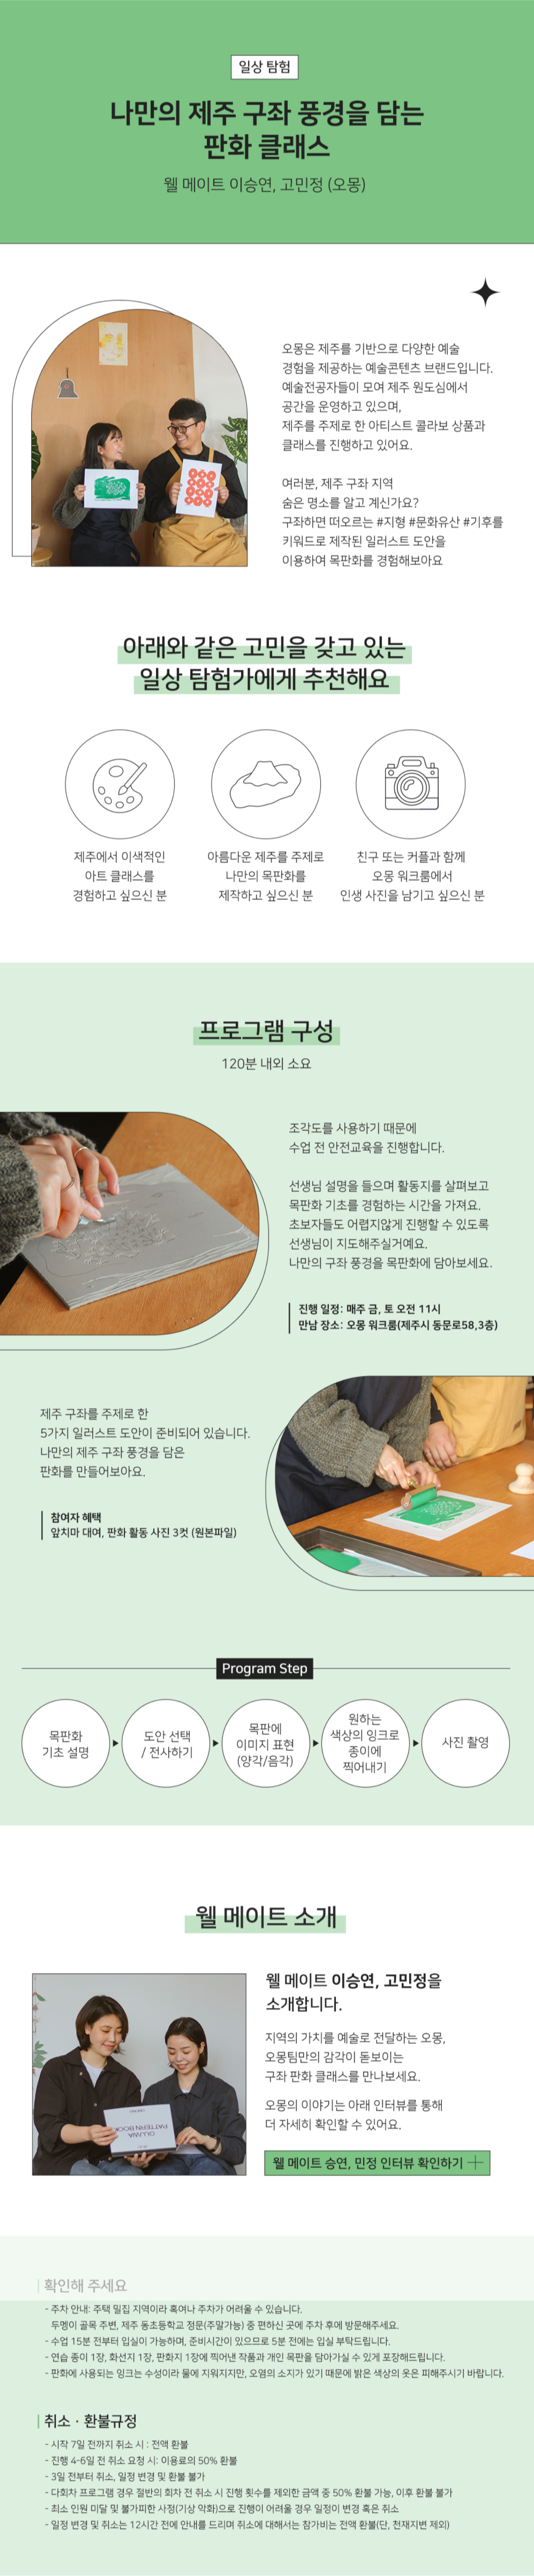 일상 탐험
나만의 제주 구좌 풍경을 담는
판화 클래스
웰 메이트 이승연, 고민정 (오몽)
오몽은 제주를 기반으로 다양한 예술
경험을 제공하는 예술콘텐츠 브랜드입니다.
예술전공자들이 모여 제주 원도심에서
공간을 운영하고 있으며,
제주를 주제로 한 아티스트 콜라보 상품과
클래스를 진행하고 있어요.
여러분, 제주 구좌 지역
숨은 명소를 알고 계신가요?
구좌하면 떠오르는 #지형 #문화유산 #기후를
키워드로 제작된 일러스트 도안을
이용하여 목판화를 경험해보아요
아래와 같은 고민을 갖고 있는
일상 탐험가에게 추천해요
제주에서 이색적인
아트 클래스를
경험하고 싶으신 분
아름다운 제주를 주제로
나만의 목판화를
제작하고 싶으신 분
친구 또는 커플과 함께
오몽 워크룸에서
인생 사진을 남기고 싶으신 분
프로그램 구성
120분 내외 소요
조각도를 사용하기 때문에
수업 전 안전교육을 진행합니다.
선생님 설명을 들으며 활동지를 살펴보고
목판화 기초를 경험하는 시간을 가져요.
초보자들도 어렵지않게 진행할 수 있도록
선생님이 지도해주실거예요.
나만의 구좌 풍경을 목판화에 담아보세요.
진행 일정: 매주 금, 토 오전 11시
만남 장소: 오몽 워크룸(제주시 동문로58,3층)
제주 구좌를 주제로 한
5가지 일러스트 도안이 준비되어 있습니다.
나만의 제주 구좌 풍경을 담은
판화를 만들어보아요.
참여자 혜택
앞치마 대여, 판화 활동 사진 3컷 (원본파일)
Program Step
목판화
기초 설명
도안 선택
/ 전사하기
목판에
이미지 표현
(양각/음각)
원하는
색상의 잉크로
종이에
찍어내기
사진 촬영
웰 메이트 소개
웰 메이트 이승연, 고민정을
소개합니다.
지역의 가치를 예술로 전달하는 오몽,
오몽팀만의 감각이 돋보이는
구좌 판화 클래스를 만나보세요.
오몽의 이야기는 아래 인터뷰를 통해
더 자세히 확인할 수 있어요.
웰 메이트 승연, 민정 인터뷰 확인하기
PATTERN BOOK
확인해 주세요
- 주차 안내: 주택 밀집 지역이라 혹여나 주차가 어려울 수 있습니다.
두멩이 골목 주변, 제주 동초등학교 정문(주말가능) 중 편하신 곳에 주차 후에 방문해주세요.
- 수업 15분 전부터 입실이 가능하며, 준비시간이 있으므로 5분 전에는 입실 부탁드립니다.
- 연습 종이 1장, 화선지 1장, 판화지 1장에 찍어낸 작품과 개인 목판을 담아가실 수 있게 포장해드립니다.
- 판화에 사용되는 잉크는 수성이라 물에 지워지지만, 오염의 소지가 있기 때문에 밝은 색상의 옷은 피해주시기 바랍니다.
취소 · 환불규정
- 시작 7일 전까지 취소 시 : 전액 환불
- 진행 4-6일 전 취소 요청 시: 이용료의 50% 환불
- 3일 전부터 취소, 일정 변경 및 환불 불가
- 다회차 프로그램 경우 절반의 회차 전 취소 시 진행 횟수를 제외한 금액 중 50% 환불 가능, 이후 환불 불가
- 최소 인원 미달 및 불가피한 사정(기상 악화)으로 진행이 어려울 경우 일정이 변경 혹은 취소
- 일정 변경 및 취소는 12시간 전에 안내를 드리며 취소에 대해서는 참가비는 전액 환불(단, 천재지변 제외)